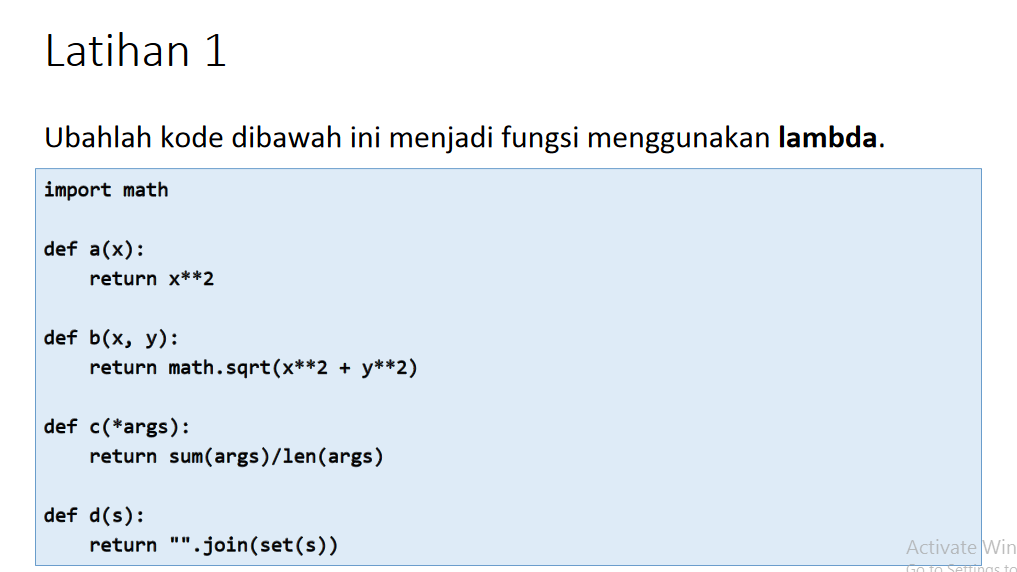 Latihan 1
Ubahlah kode dibawah ini menjadi fungsi menggunakan lambda.
import math
def a(x):
    return x**2
def b(x, y):
    return math.sqrt(x**2 + y**2)
def c(*args):
    return sum(args)/len(args)
def d(s):
    return "".join(set(s))
Activate Win
Go to Settings to